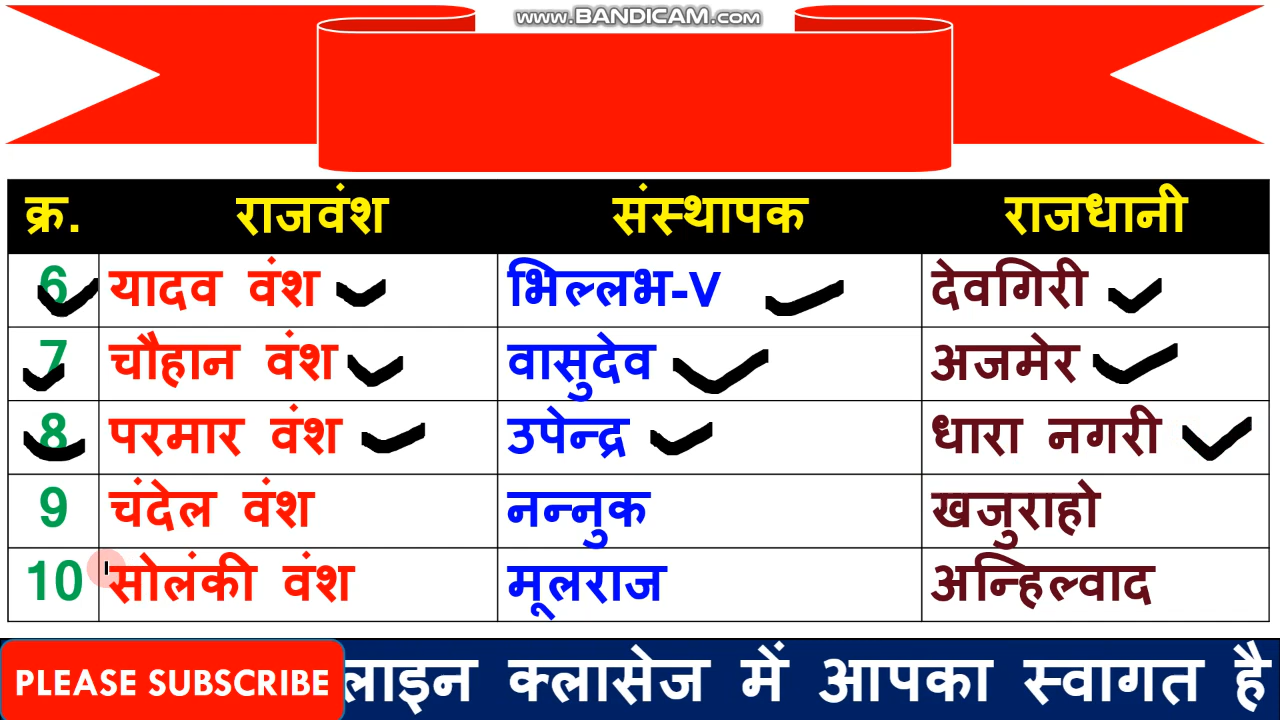 www.BANDICAM.com
क्र. राजवंश संस्थापक राजधानी
6 यादव वंश भिल्लभ-V देवगिरी
7 चौहान वंश वासुदेव अजमेर
8 परमार वंश उपेन्द्र धारा नगरी
9 चंदेल वंश नन्नुक खजुराहो
10 सोलंकी वंश मूलराज अन्हिल्वाद
PLEASE SUBSCRIBE लाइन क्लासेज में आपका स्वागत है